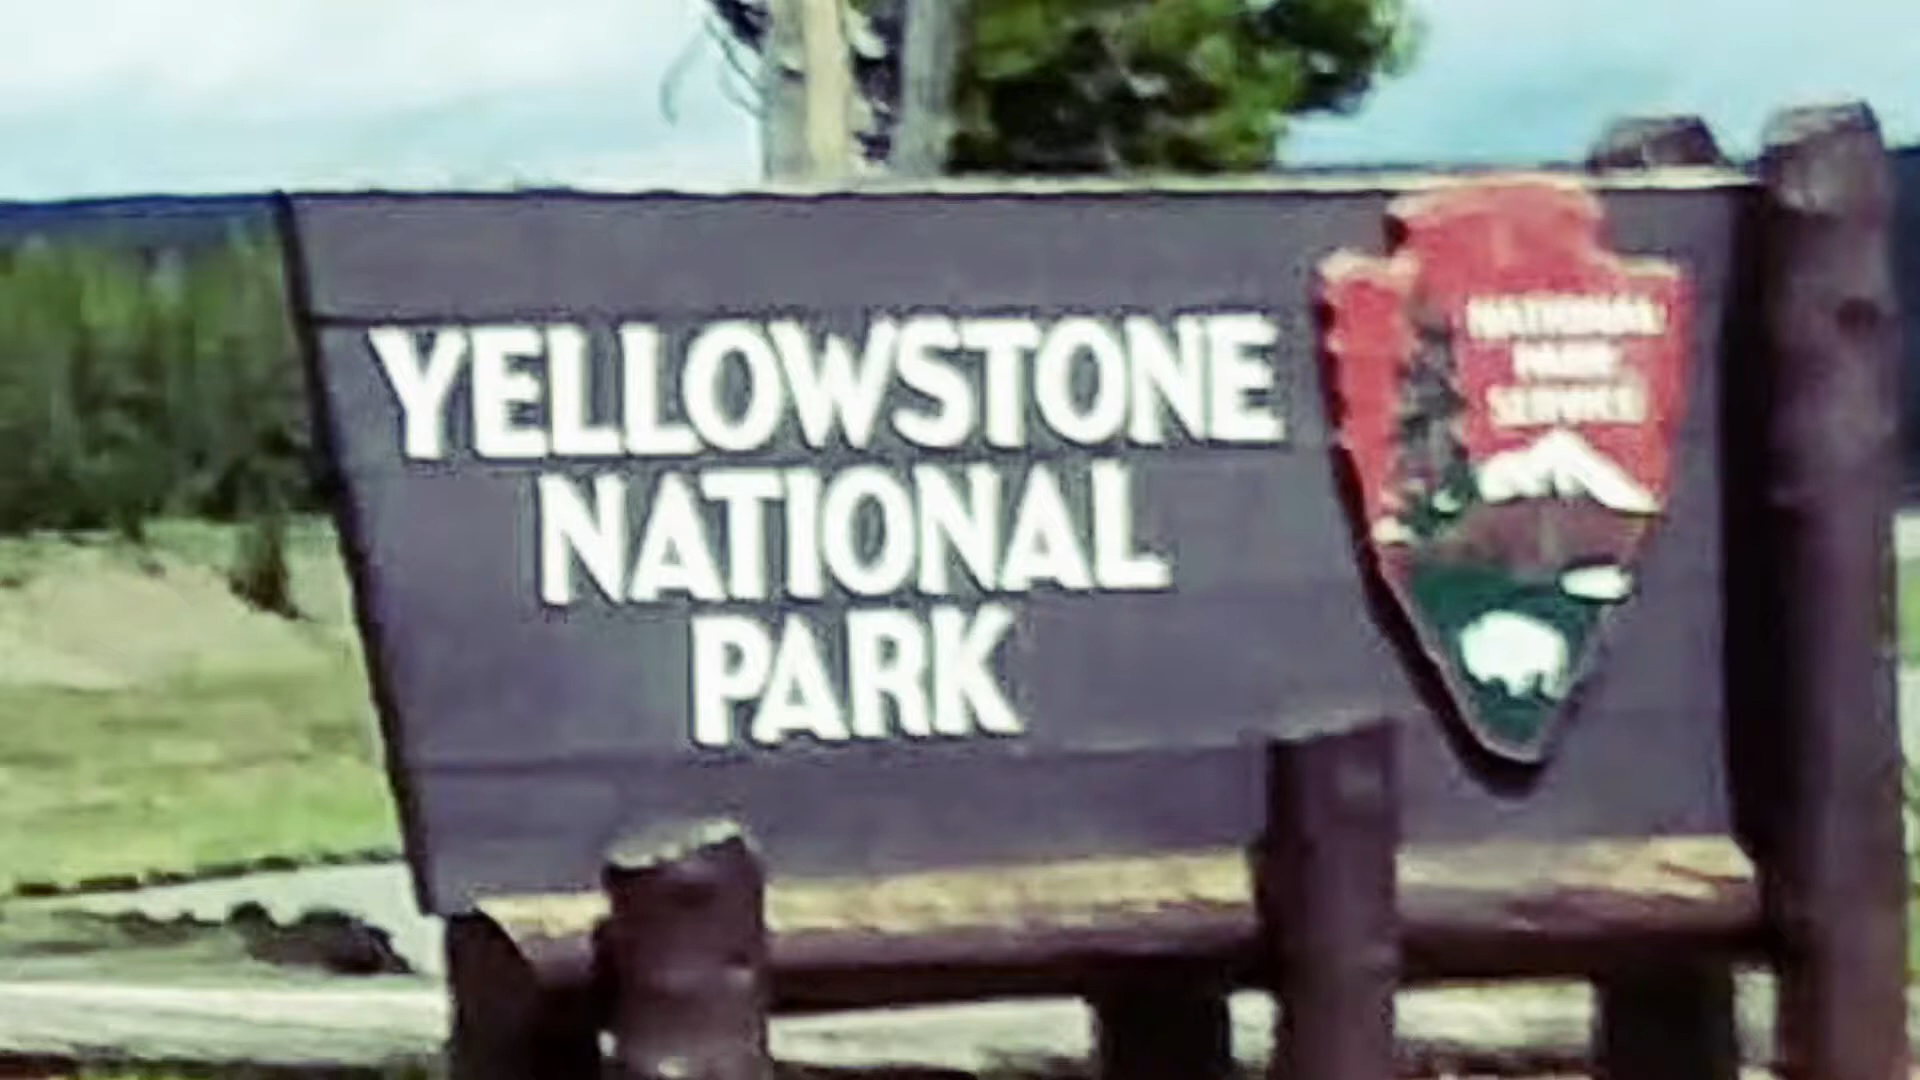 YELLOWSTONE
NATIONAL
PARK
NATIONAL
PARK
SERVICE